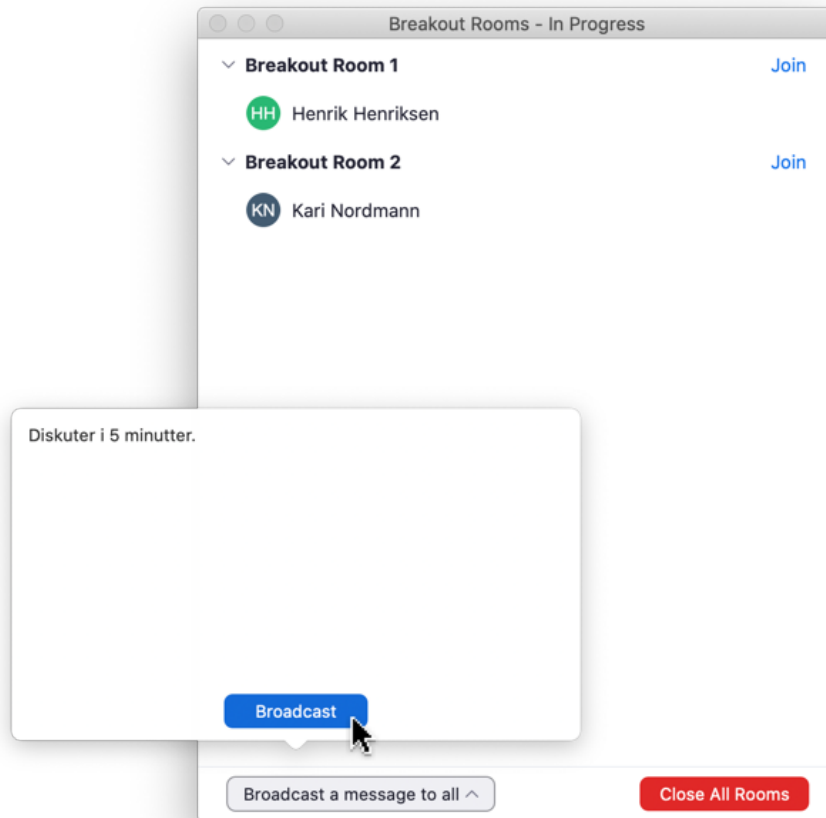 Breakout Rooms - In Progress
Breakout Room 1 Join
HH Henrik Henriksen
Breakout Room 2 Join
KN Kari Nordmann
Diskuter i 5 minutter.
Broadcast
Broadcast a message to all Close All Rooms